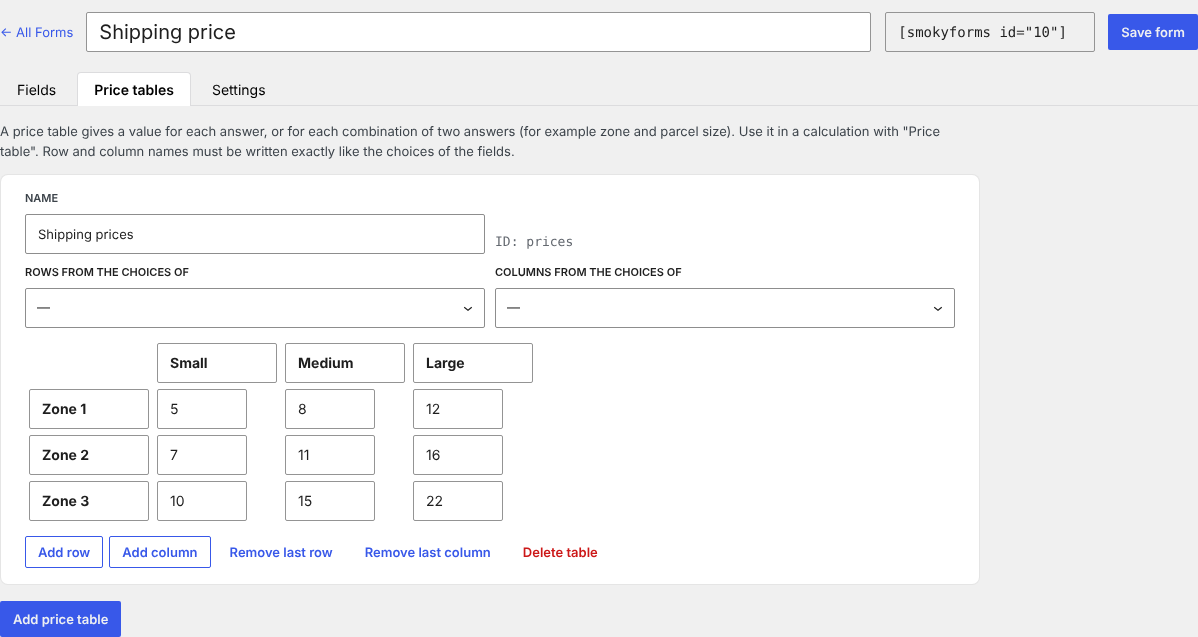 ← All Forms
Shipping price
[smokyforms id="10"]
Save form
Fields
Price tables
Settings
A price table gives a value for each answer, or for each combination of two answers (for example zone and parcel size). Use it in a calculation with "Price
table". Row and column names must be written exactly like the choices of the fields.
NAME
Shipping prices
ID: prices
ROWS FROM THE CHOICES OF
COLUMNS FROM THE CHOICES OF
—
—
Small Medium Large
Zone 1 5 8 12
Zone 2 7 11 16
Zone 3 10 15 22
Add row
Add column
Remove last row
Remove last column
Delete table
Add price table